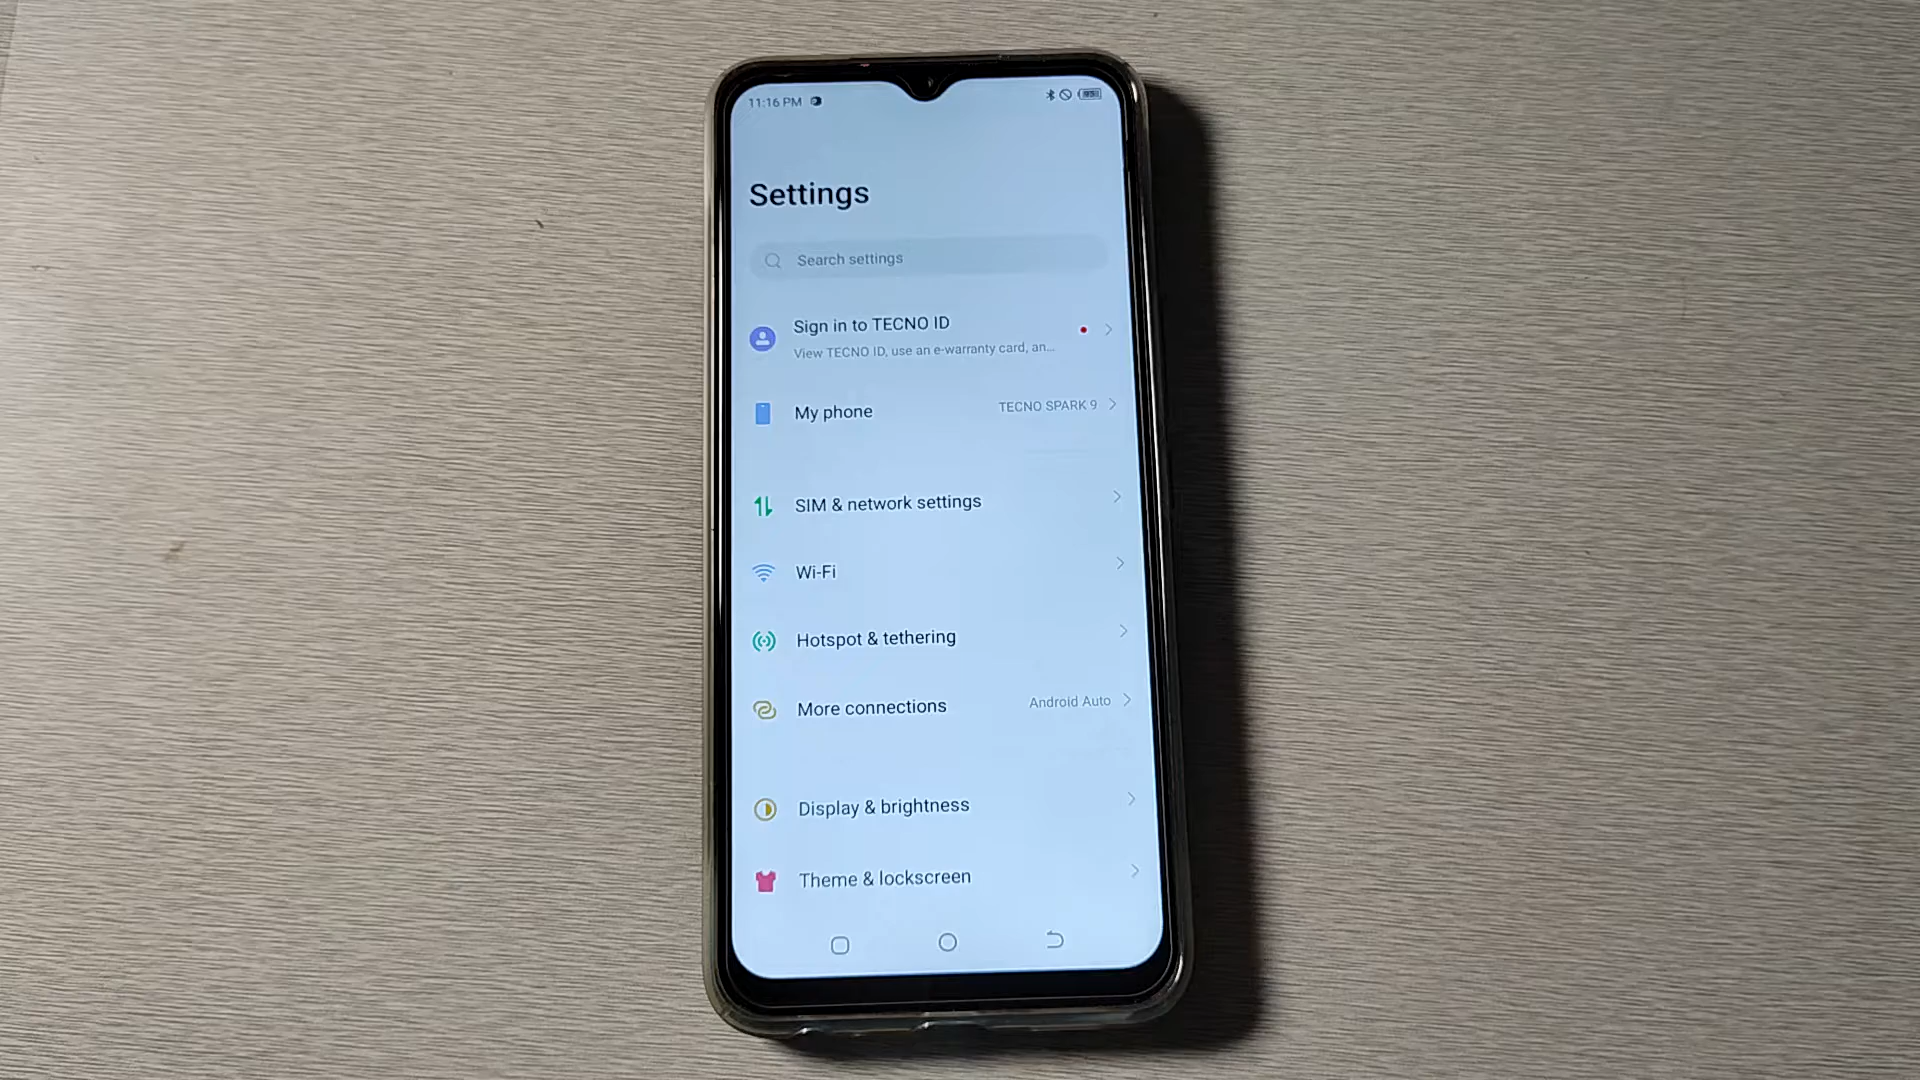 11:16 PM
Settings
Search settings
Sign in to TECNO ID
View TECNO ID, use an e-warranty card, an...
My phone
TECNO SPARK 9
SIM & network settings
Wi-Fi
Hotspot & tethering
More connections
Android Auto
Display & brightness
Theme & lockscreen